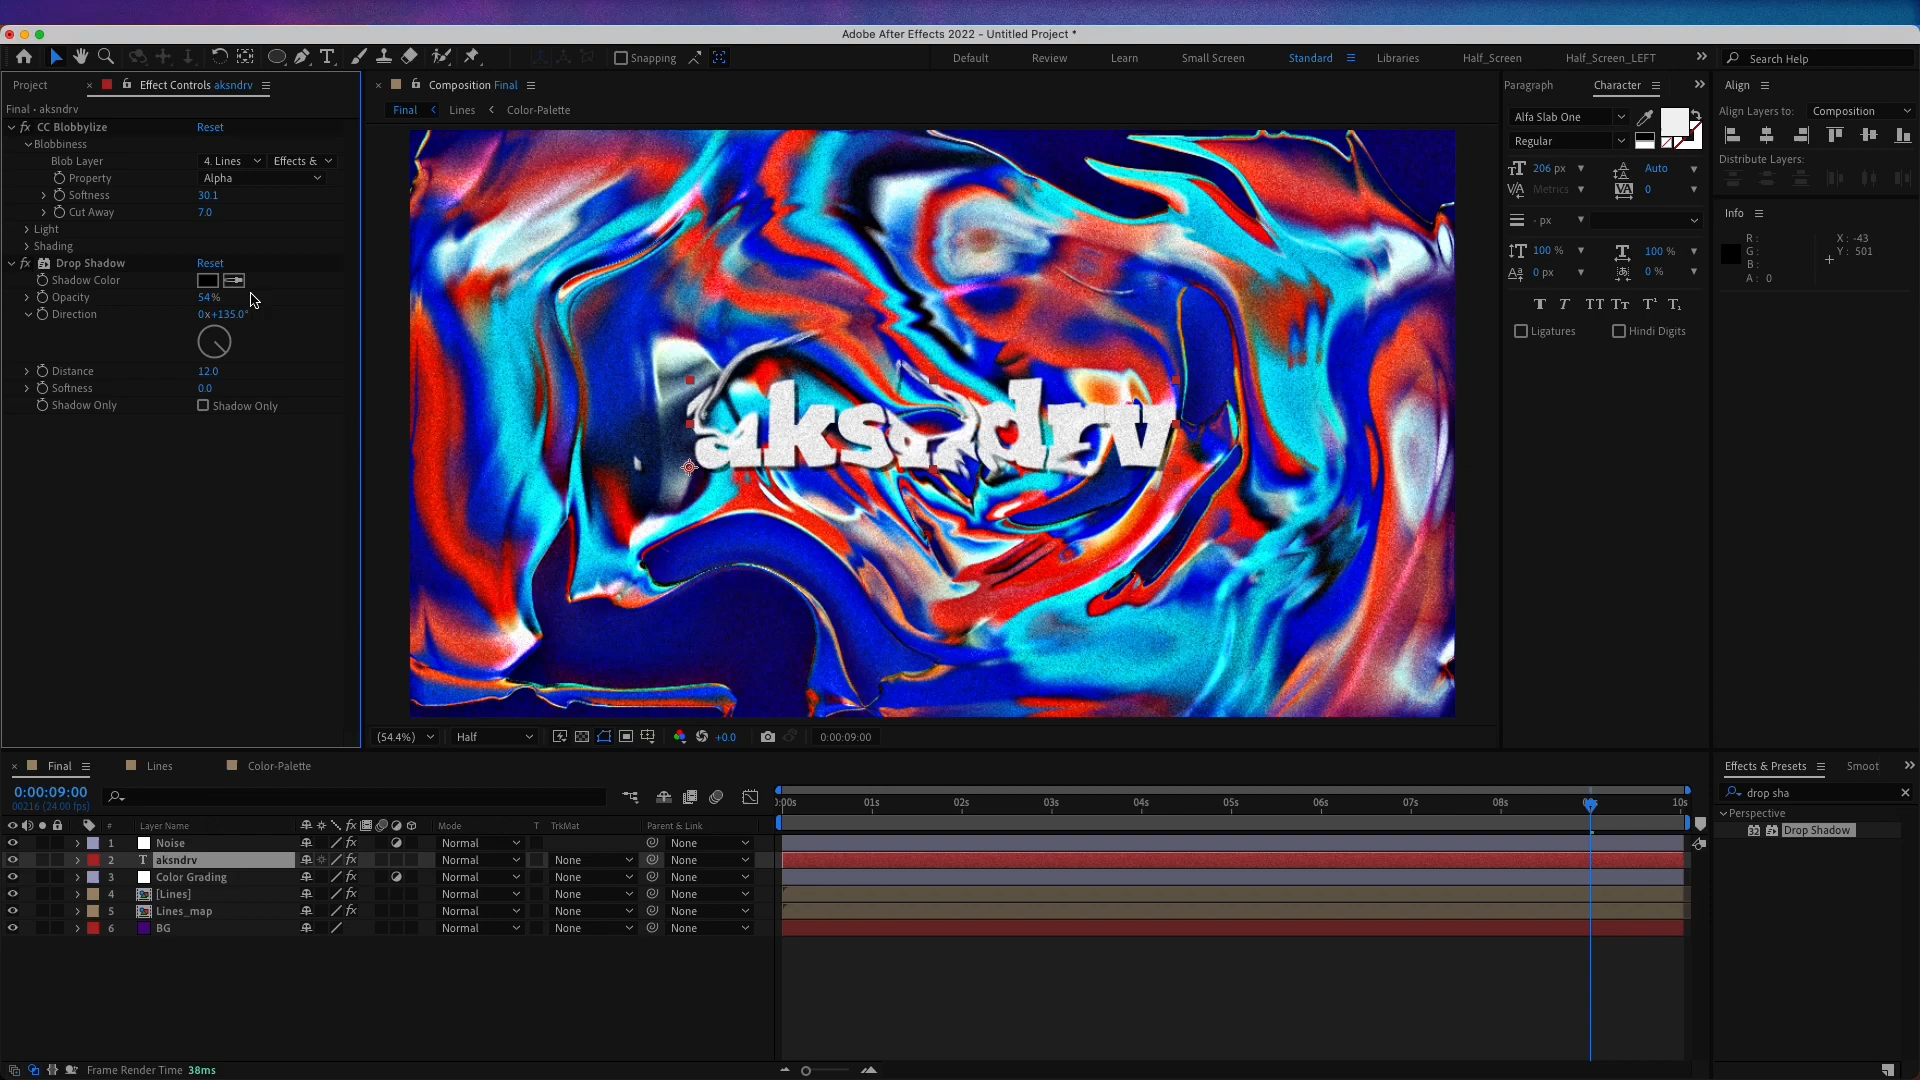 Adobe After Effects 2022 - Untitled Project *
Snapping
Default
Review
Learn
Small Screen
Standard
Libraries
Half_Screen
Half_Screen_LEFT
Search Help
Project
Effect Controls aksndrv
Final • aksndrv
CC Blobbylize Reset
Blobbiness
Blob Layer 4. Lines Effects &
Property Alpha
Softness 30.1
Cut Away 7.0
Light
Shading
Drop Shadow Reset
Shadow Color
Opacity 54%
Direction 0x+135.0°
Distance 12.0
Softness 0.0
Shadow Only Shadow Only
Composition Final
Final Lines Color-Palette
aksndrv
(54.4%) Half +0.0 0:00:09:00
Paragraph Character
Alfa Slab One
Regular
206 px Auto
Metrics 0
- px
100 % 100 %
0 px 0 %
T T TT Tт T¹ T₁
Ligatures Hindi Digits
Align
Align Layers to: Composition
Distribute Layers:
Info
R :
G :
B :
A : 0
X : -43
Y : 501
Final Lines Color-Palette
0:00:09:00
00216 (24.00 fps)
# Layer Name Mode T TrkMat Parent & Link
1 Noise Normal None
2 T aksndrv Normal None None
3 Color Grading Normal None None
4 [Lines] Normal None None
5 Lines_map Normal None None
6 BG Normal None None
01s 02s 03s 04s 05s 06s 07s 08s 10s
Frame Render Time 38ms
Effects & Presets Smoot
drop sha
Perspective
32 Drop Shadow